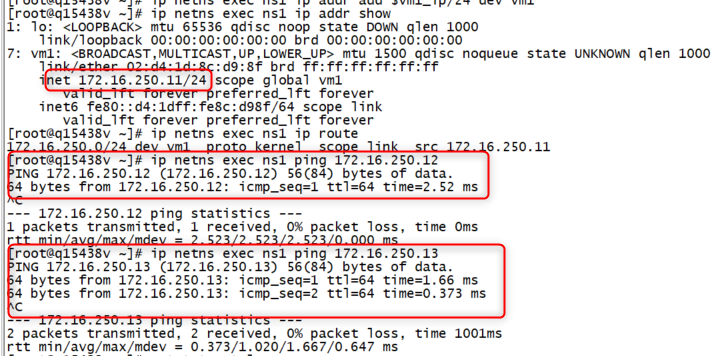 [root@q15438v ~]# ip netns exec ns1 ip addr add $vm1_ip/24 dev vm1
[root@q15438v ~]# ip netns exec ns1 ip addr show
1: lo: <LOOPBACK> mtu 65536 qdisc noop state DOWN qlen 1000
    link/loopback 00:00:00:00:00:00 brd 00:00:00:00:00:00
7: vm1: <BROADCAST,MULTICAST,UP,LOWER_UP> mtu 1500 qdisc noqueue state UNKNOWN qlen 1000
    link/ether 02:d4:1d:8c:d9:8f brd ff:ff:ff:ff:ff:ff
    inet 172.16.250.11/24 scope global vm1
       valid_lft forever preferred_lft forever
    inet6 fe80::d4:1dff:fe8c:d98f/64 scope link
       valid_lft forever preferred_lft forever
[root@q15438v ~]# ip netns exec ns1 ip route
172.16.250.0/24 dev vm1  proto kernel  scope link  src 172.16.250.11
[root@q15438v ~]# ip netns exec ns1 ping 172.16.250.12
PING 172.16.250.12 (172.16.250.12) 56(84) bytes of data.
64 bytes from 172.16.250.12: icmp_seq=1 ttl=64 time=2.52 ms
^C
--- 172.16.250.12 ping statistics ---
1 packets transmitted, 1 received, 0% packet loss, time 0ms
rtt min/avg/max/mdev = 2.523/2.523/2.523/0.000 ms
[root@q15438v ~]# ip netns exec ns1 ping 172.16.250.13
PING 172.16.250.13 (172.16.250.13) 56(84) bytes of data.
64 bytes from 172.16.250.13: icmp_seq=1 ttl=64 time=1.66 ms
64 bytes from 172.16.250.13: icmp_seq=2 ttl=64 time=0.373 ms
^C
--- 172.16.250.13 ping statistics ---
2 packets transmitted, 2 received, 0% packet loss, time 1001ms
rtt min/avg/max/mdev = 0.373/1.020/1.667/0.647 ms